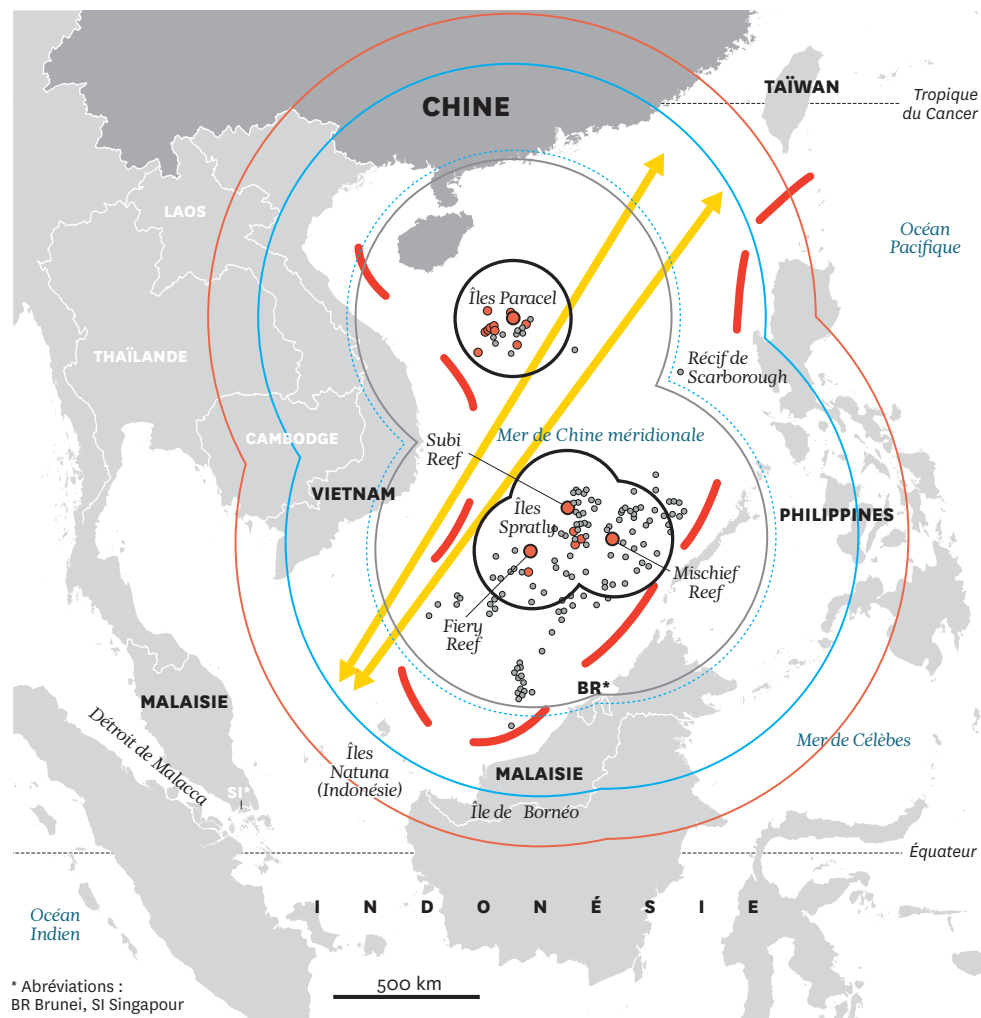 CHINE
TAÏWAN
Tropique
du Cancer
LAOS
Océan
Pacifique
Îles Paracel
THAÏLANDE
Récif de
Scarborough
CAMBODGE
Subi
Reef
Mer de Chine méridionale
VIETNAM
Îles
Spratly
PHILIPPINES
Mischief
Reef
Fiery
Reef
BR*
MALAISIE
Détroit de Malacca
Mer de Célèbes
Îles
Natuna
(Indonésie)
MALAISIE
SI*
Île de Bornéo
Équateur
INDONÉSIE
Océan
Indien
* Abréviations :
BR Brunei, SI Singapour
500 km